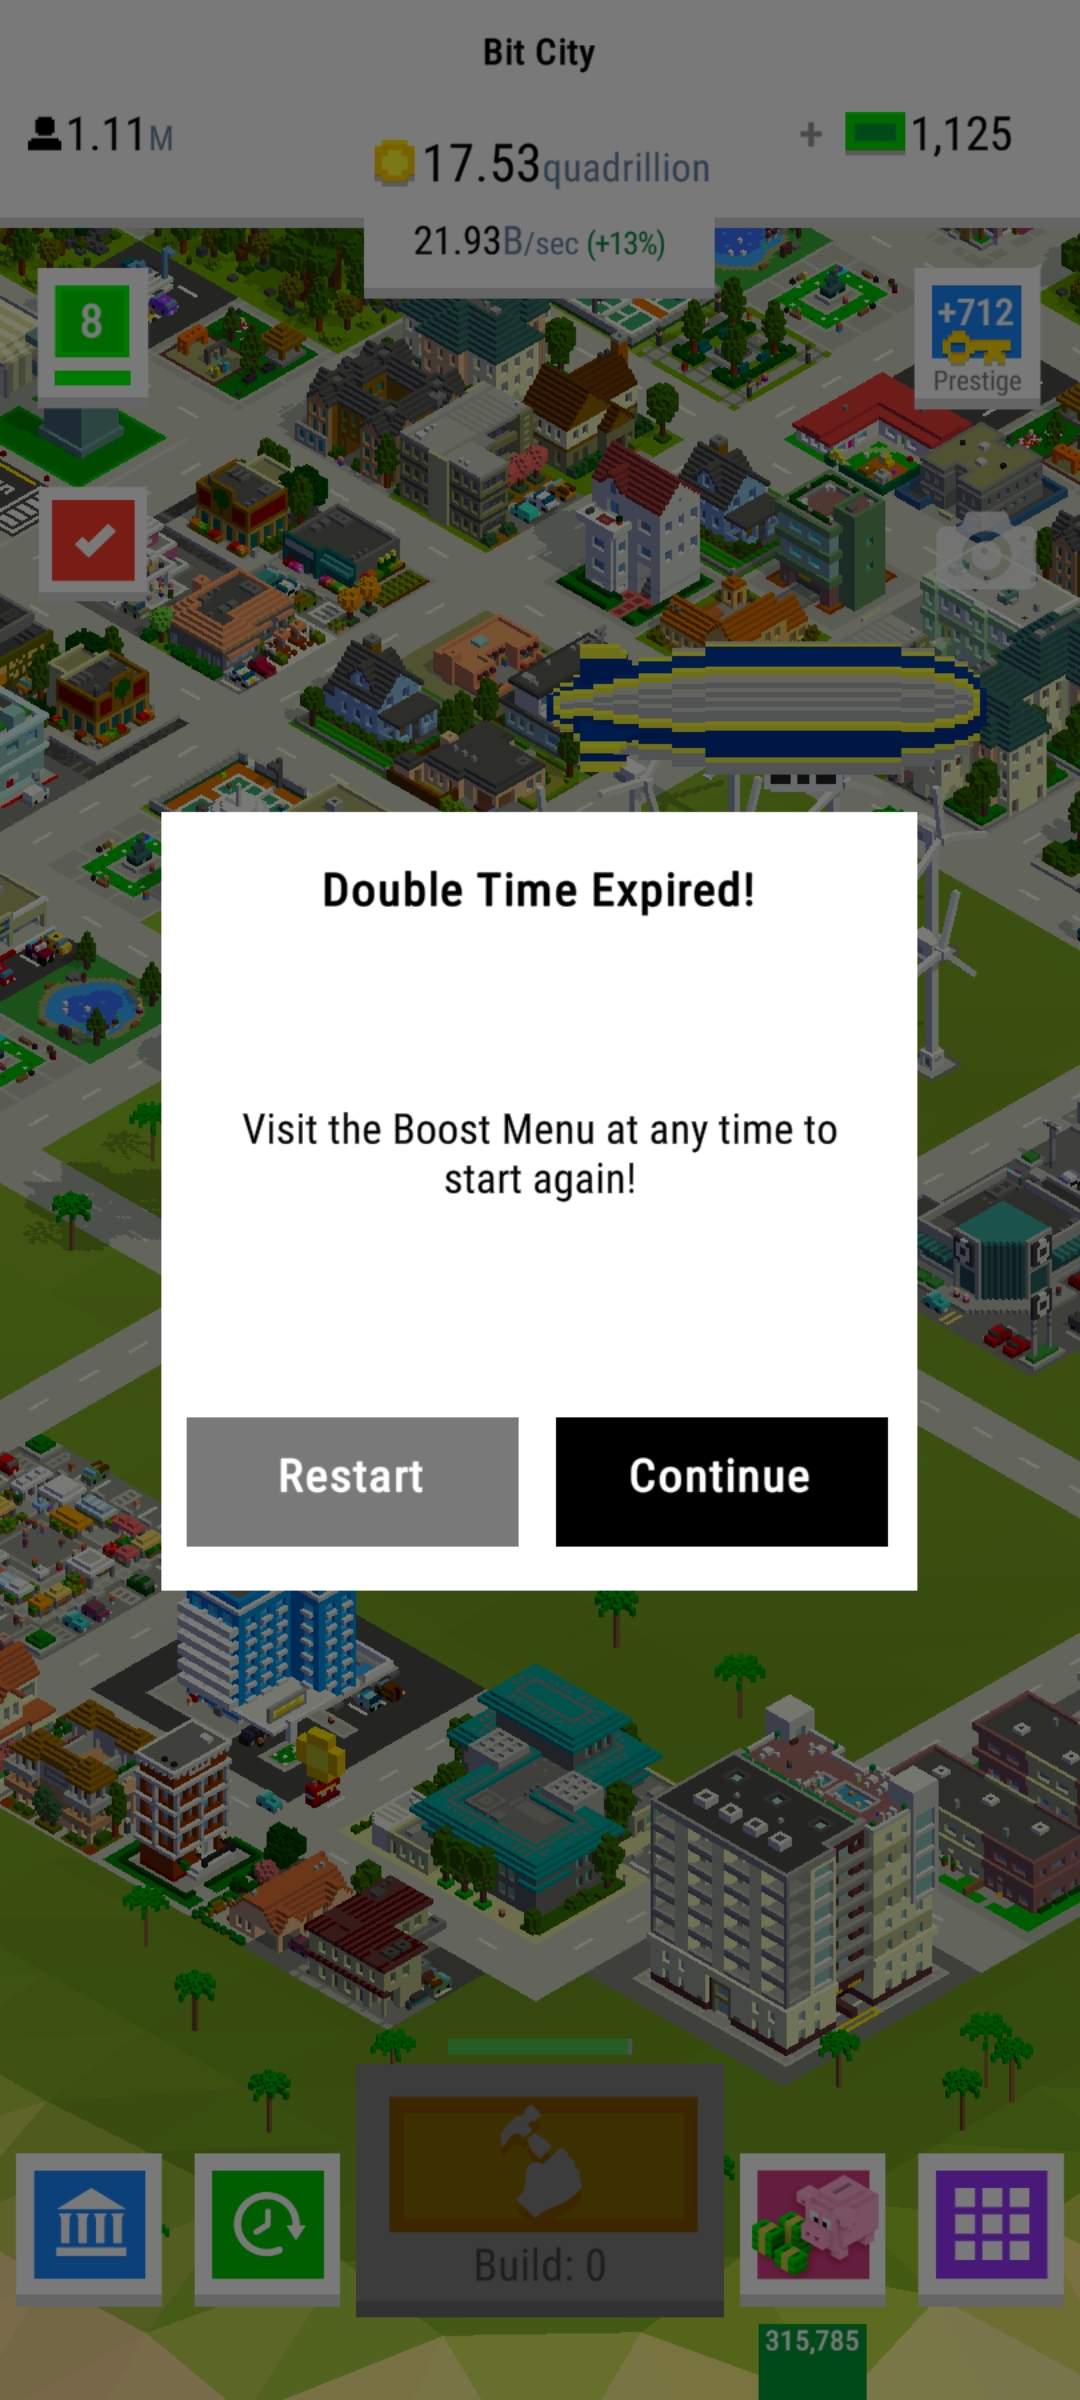 Bit City
1.11M
17.53quadrillion
+ 1,125
21.93B/sec (+13%)
8
+712
Prestige
Double Time Expired!
Visit the Boost Menu at any time to
start again!
Restart
Continue
Build: 0
315,785